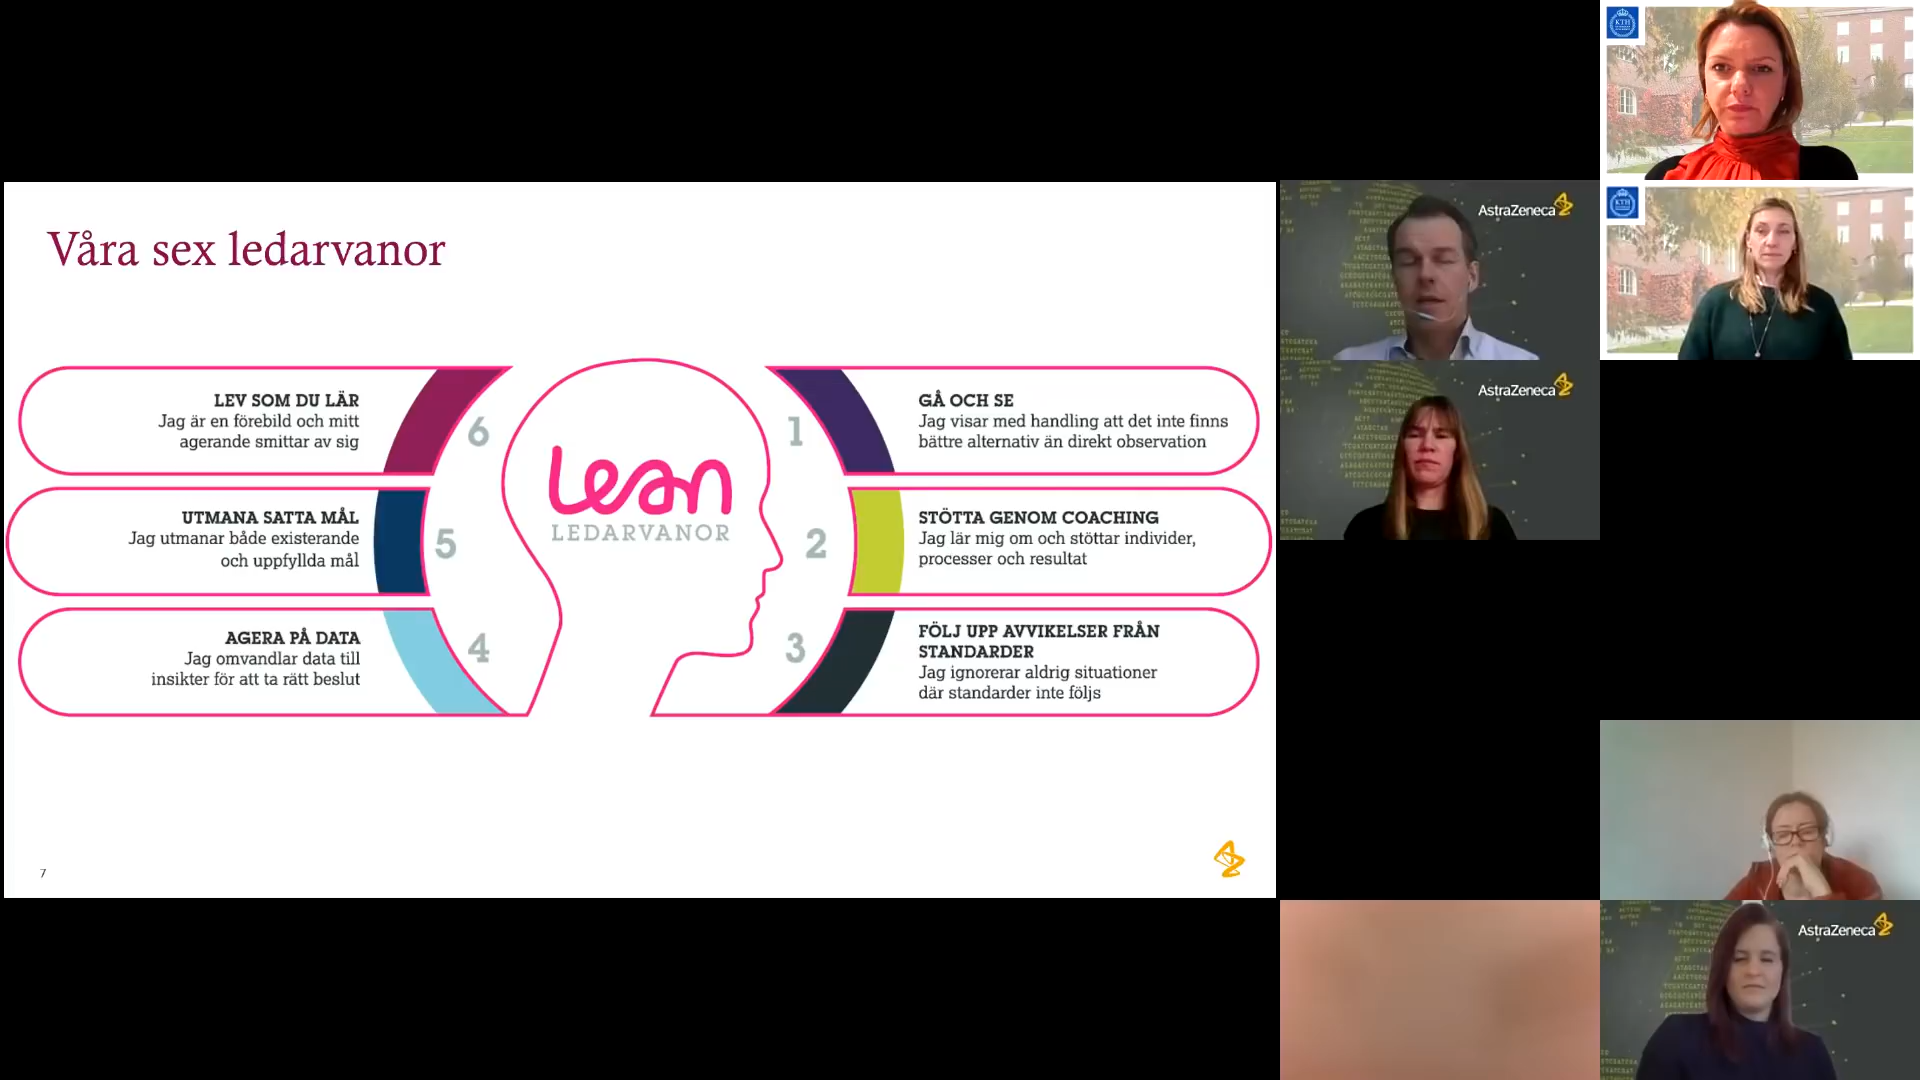 Våra sex ledarvanor
LEV SOM DU LÄR
Jag är en förebild och mitt
agerande smittar av sig
6
UTMANA SATTA MÅL
Jag utmanar både existerande
och uppfyllda mål
5
AGERA PÅ DATA
Jag omvandlar data till
insikter för att ta rätt beslut
4
Lean
LEDARVANOR
1
GÅ OCH SE
Jag visar med handling att det inte finns
bättre alternativ än direkt observation
2
STÖTTA GENOM COACHING
Jag lär mig om och stöttar individer,
processer och resultat
3
FÖLJ UPP AVVIKELSER FRÅN
STANDARDER
Jag ignorerar aldrig situationer
där standarder inte följs
7
AstraZeneca
AstraZeneca
KTH
KTH
AstraZeneca